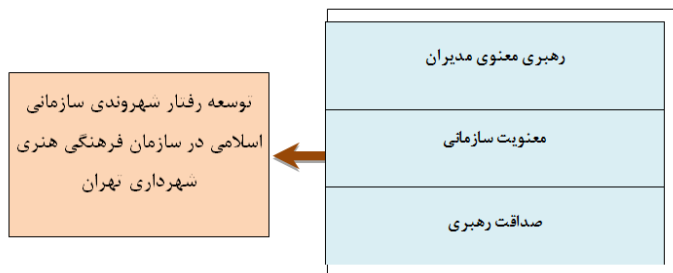 رهبری معنوی مدیران
معنویت سازمانی
صداقت رهبری
توسعه رفتار شهروندی سازمانی
اسلامی در سازمان فرهنگی هنری
شهرداری تهران